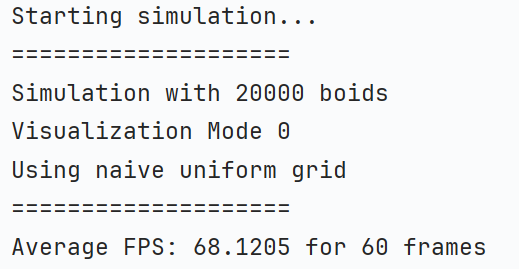 Starting simulation...
=====================
Simulation with 20000 boids
Visualization Mode 0
Using naive uniform grid
=====================
Average FPS: 68.1205 for 60 frames